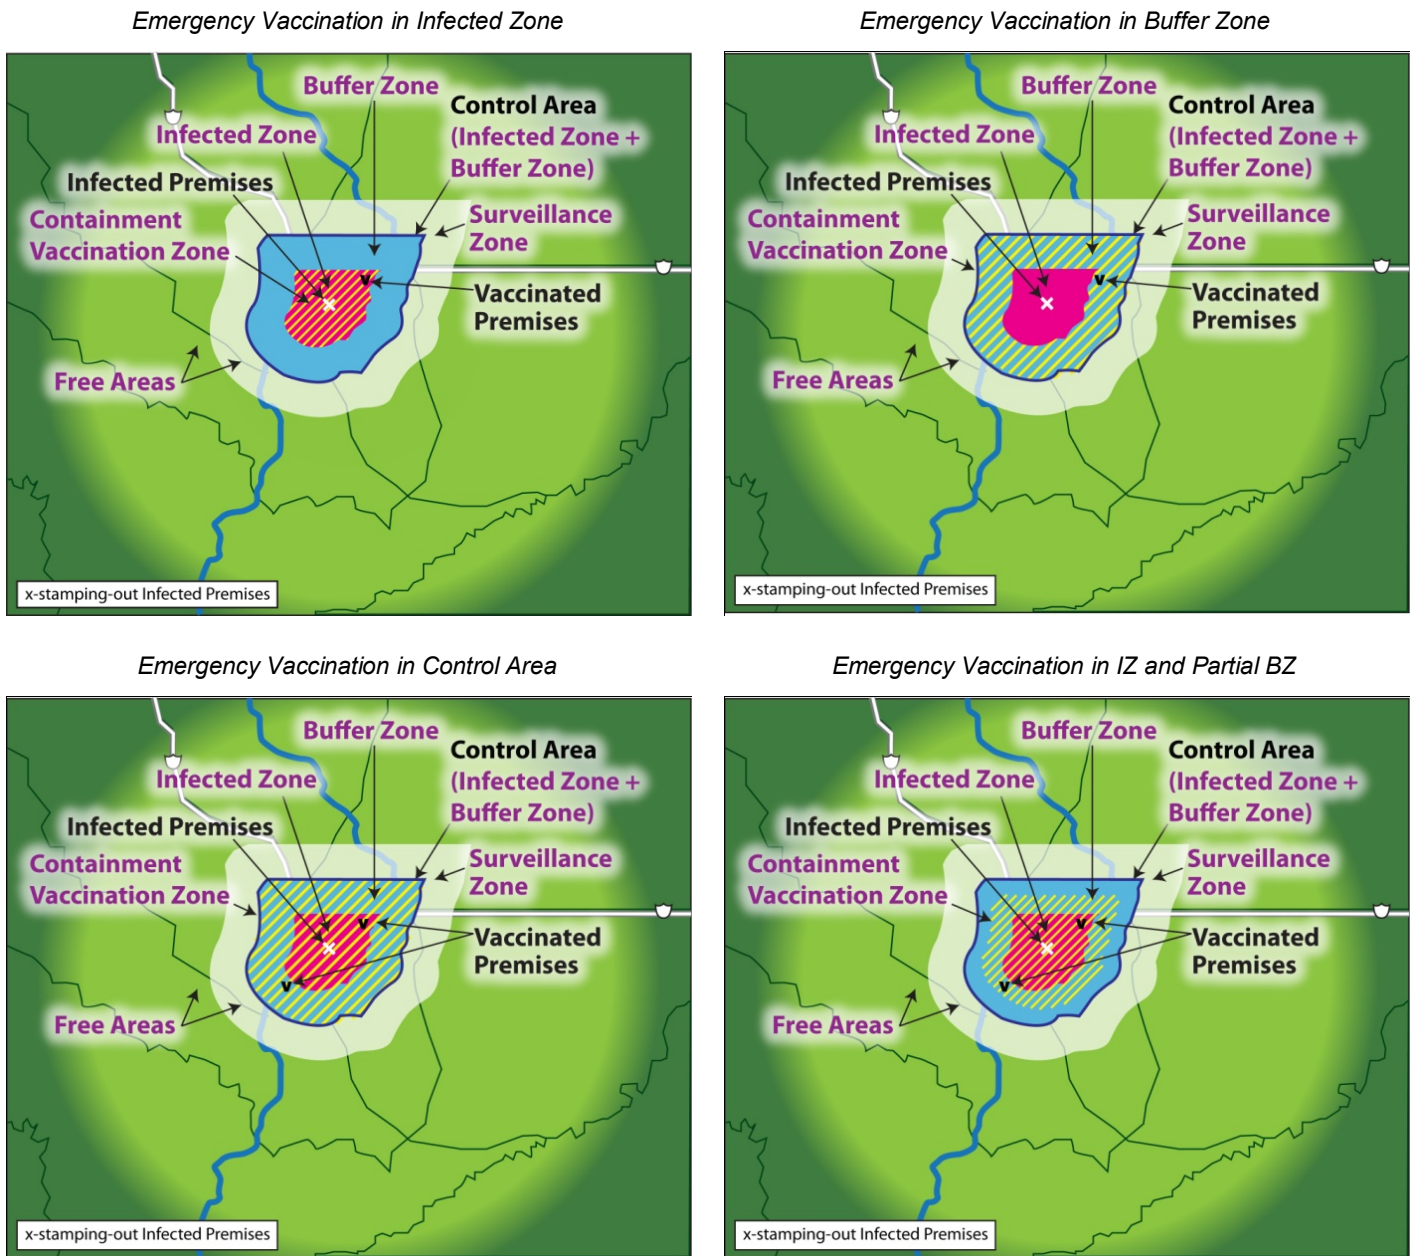 Emergency Vaccination in Infected Zone
Buffer Zone
Control Area
(Infected Zone +
Buffer Zone)
Infected Zone
Infected Premises
Containment
Vaccination Zone
Surveillance
Zone
v
x
Vaccinated
Premises
Free Areas
x-stamping-out Infected Premises
Emergency Vaccination in Buffer Zone
Buffer Zone
Control Area
(Infected Zone +
Buffer Zone)
Infected Zone
Infected Premises
Containment
Vaccination Zone
Surveillance
Zone
v
x
Vaccinated
Premises
Free Areas
x-stamping-out Infected Premises
Emergency Vaccination in Control Area
Buffer Zone
Control Area
(Infected Zone +
Buffer Zone)
Infected Zone
Infected Premises
Containment
Vaccination Zone
Surveillance
Zone
v
x
Vaccinated
Premises
v
Free Areas
x-stamping-out Infected Premises
Emergency Vaccination in IZ and Partial BZ
Buffer Zone
Control Area
(Infected Zone +
Buffer Zone)
Infected Zone
Infected Premises
Containment
Vaccination Zone
Surveillance
Zone
v
x
Vaccinated
Premises
v
Free Areas
x-stamping-out Infected Premises